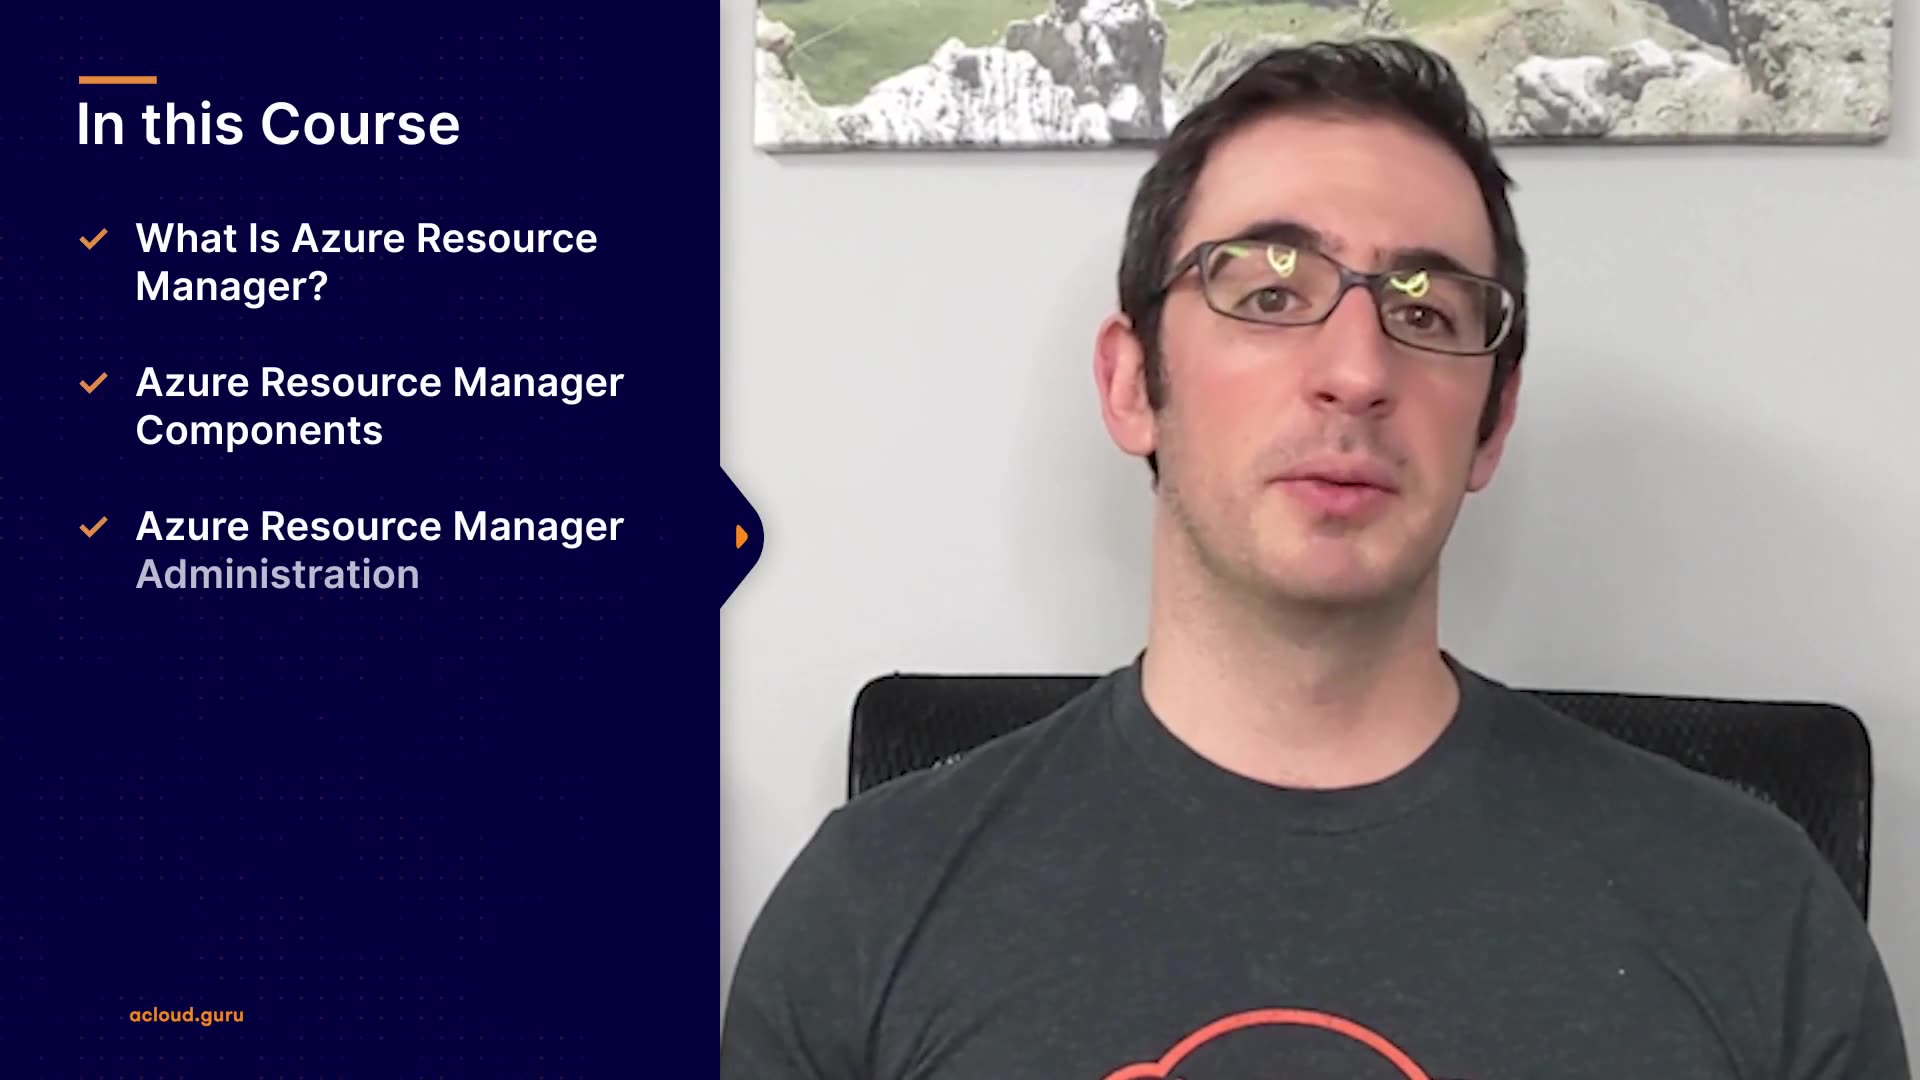 In this Course
What Is Azure Resource
Manager?
Azure Resource Manager
Components
Azure Resource Manager
Administration
acloud.guru